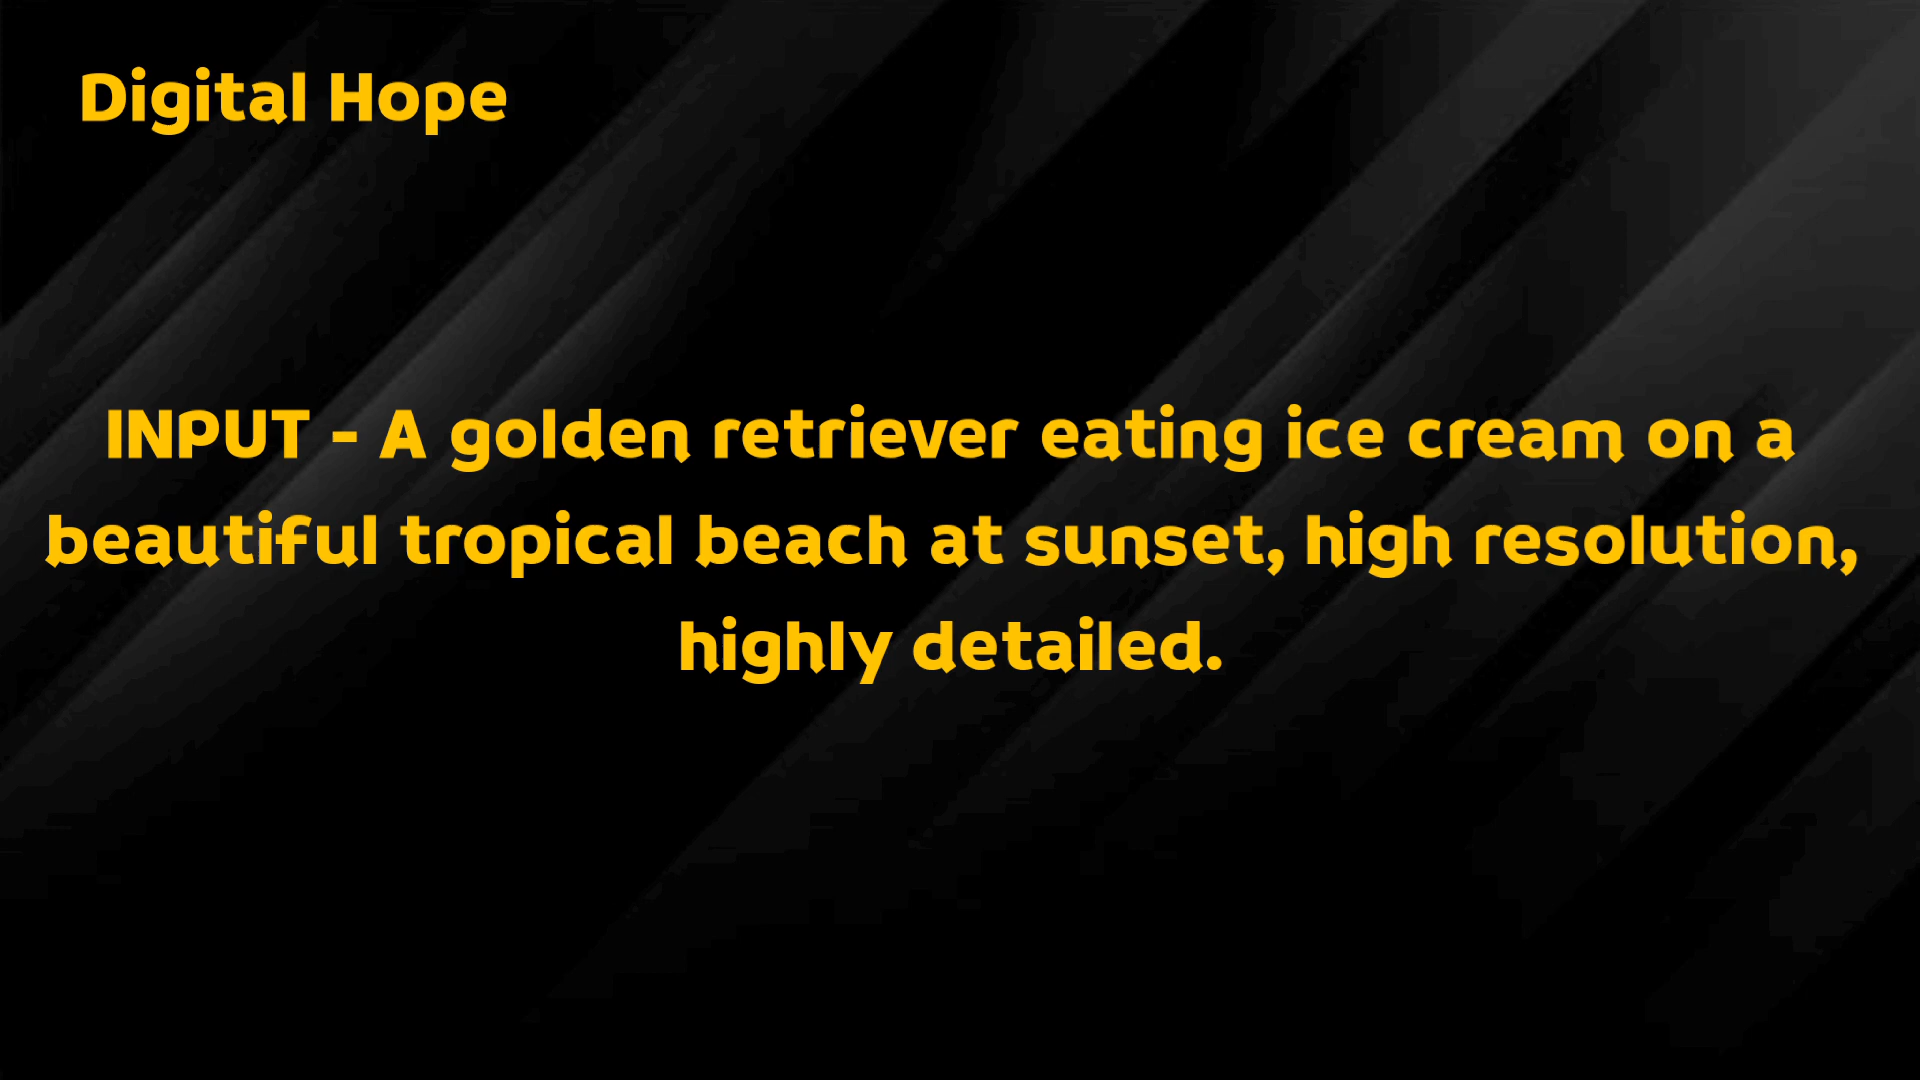 Digital Hope
INPUT - A golden retriever eating ice cream on a
beautiful tropical beach at sunset, high resolution,
highly detailed.